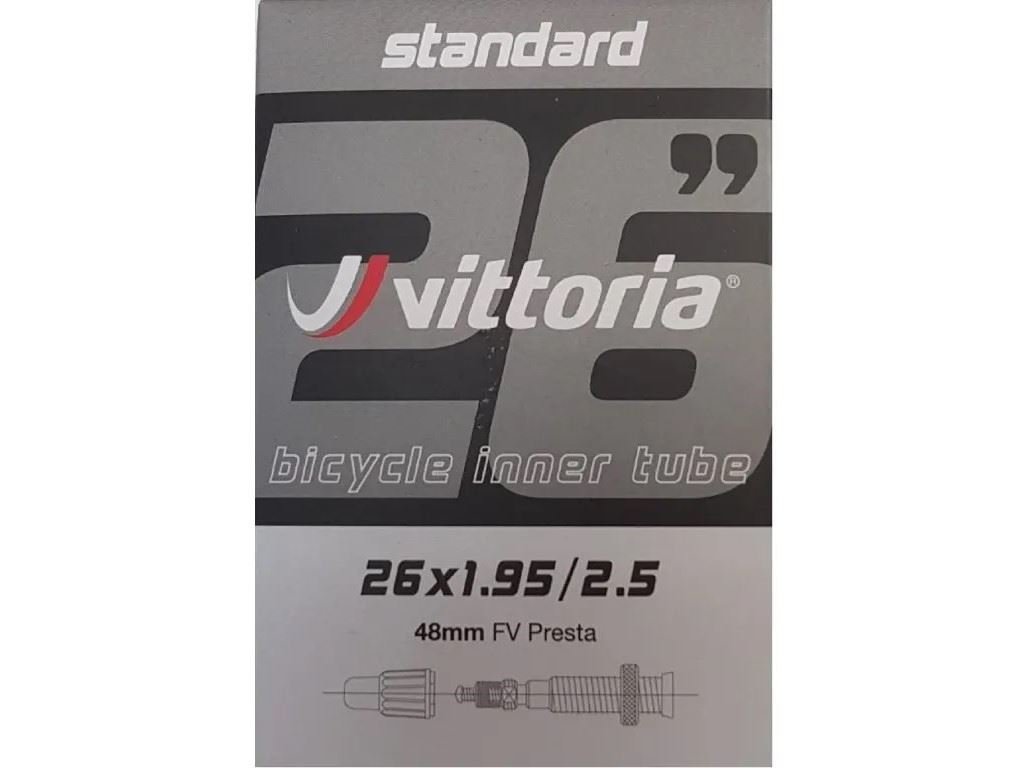 standard
26”
vittoria®
bicycle inner tube
26x1.95/2.5
48mm FV Presta